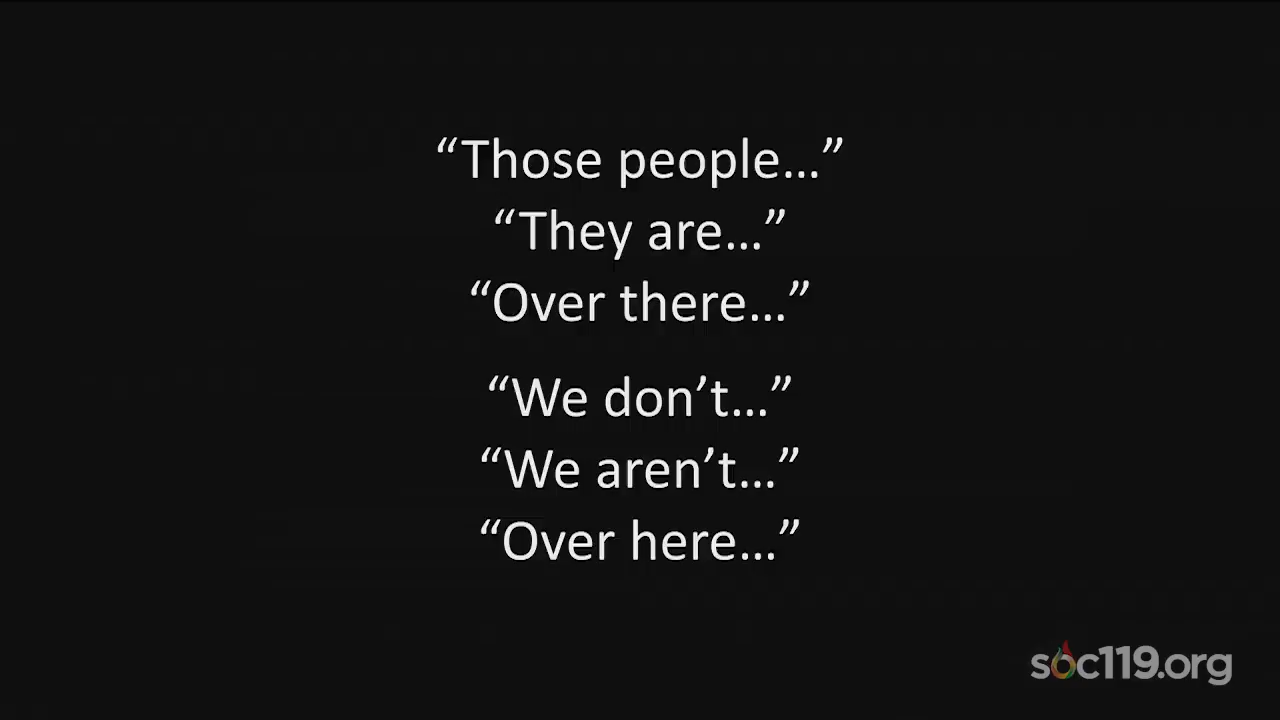 “Those people...”
“They are...”
“Over there...”
“We don’t...”
“We aren’t...”
“Over here...”
soc119.org